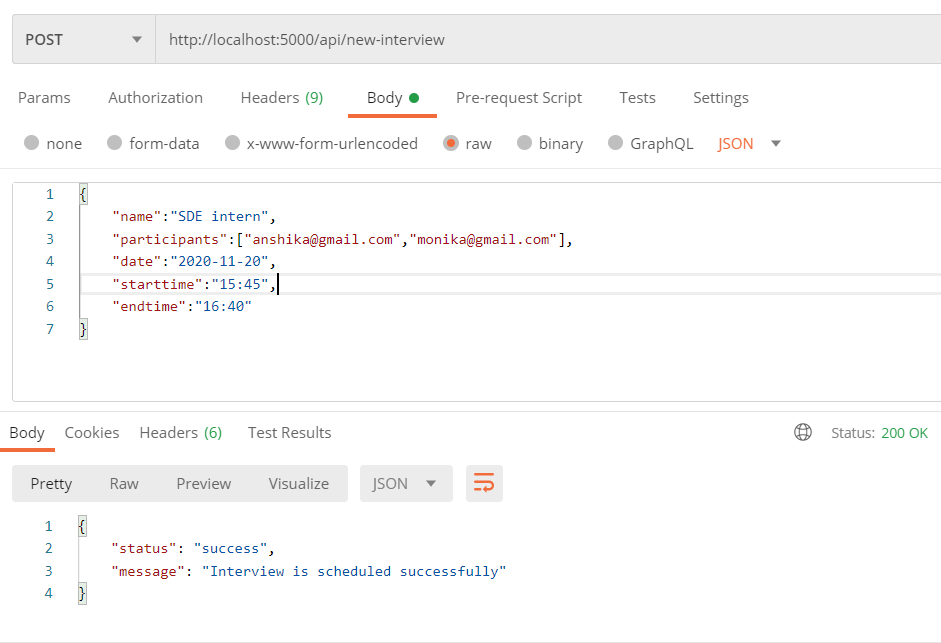 POST http://localhost:5000/api/new-interview
Params Authorization Headers (9) Body Pre-request Script Tests Settings
none form-data x-www-form-urlencoded raw binary GraphQL JSON
1 {
2 "name":"SDE intern",
3 "participants":["anshika@gmail.com","monika@gmail.com"],
4 "date":"2020-11-20",
5 "starttime":"15:45",
6 "endtime":"16:40"
7 }
Body Cookies Headers (6) Test Results Status: 200 OK
Pretty Raw Preview Visualize JSON
1 {
2 "status": "success",
3 "message": "Interview is scheduled successfully"
4 }